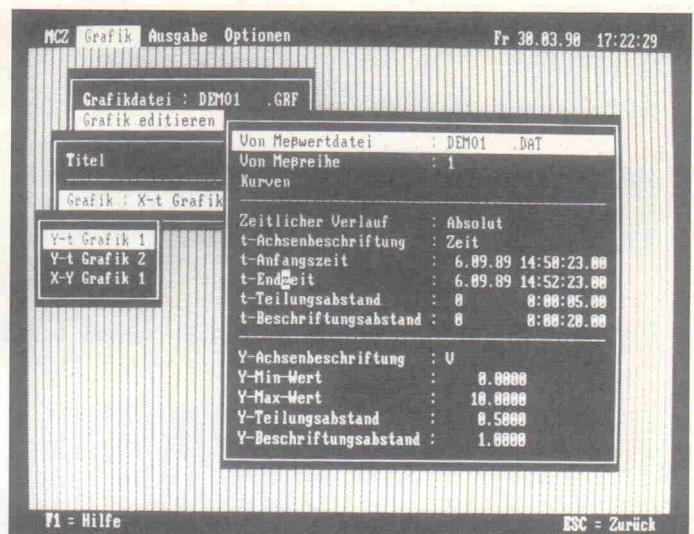 MCZ Grafik Ausgabe Optionen Fr 30.03.90 17:22:29
Grafikdatei : DEMO1 .GRF
Grafik editieren
Titel
Grafik : X-t Grafik
Y-t Grafik 1
Y-t Grafik 2
X-Y Grafik 1
Von Meßwertdatei : DEMO1 .DAT
Von Meßreihe : 1
Kurven
Zeitlicher Verlauf : Absolut
t-Achsenbeschriftung : Zeit
t-Anfangszeit : 6.09.89 14:50:23.00
t-Endzeit : 6.09.89 14:52:23.00
t-Teilungsabstand : 0 0:00:05.00
t-Beschriftungsabstand : 0 0:00:20.00
Y-Achsenbeschriftung : V
Y-Min-Wert : 0.0000
Y-Max-Wert : 10.0000
Y-Teilungsabstand : 0.5000
Y-Beschriftungsabstand : 1.0000
F1 = Hilfe ESC = Zurück